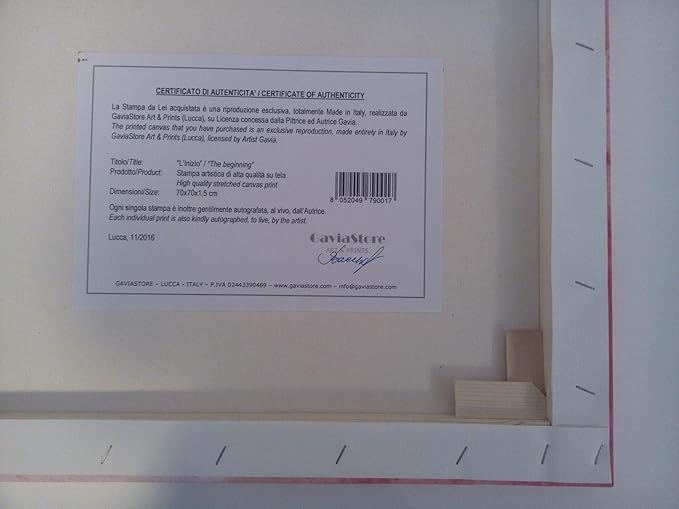 CERTIFICATO DI AUTENTICITA' / CERTIFICATE OF AUTHENTICITY
La Stampa da Lei acquistata è una riproduzione esclusiva, totalmente Made in Italy, realizzata da
GaviaStore Art & Prints (Lucca), su Licenza concessa dalla Pittrice ed Autrice Gavia.
The printed canvas that you have purchased is an exclusive reproduction, made entirely in Italy by
GaviaStore Art & Prints (Lucca), licensed by Artist Gavia.
Titolo/Title: "L'Inizio" / "The beginning"
Prodotto/Product: Stampa artistica di alta qualità su tela
High quality stretched canvas print
Dimensioni/Size: 70x70x1.5 cm
8 052049 790017
Ogni singola stampa è inoltre gentilmente autografata, al vivo, dall'Autrice.
Each individual print is also kindly autographed, to live, by the artist.
Lucca, 11/2016
GaviaStore
ART & PRINTS
GAVIASTORE – LUCCA - ITALY – P.IVA 02443390469 – www.gaviastore.com – info@gaviastore.com